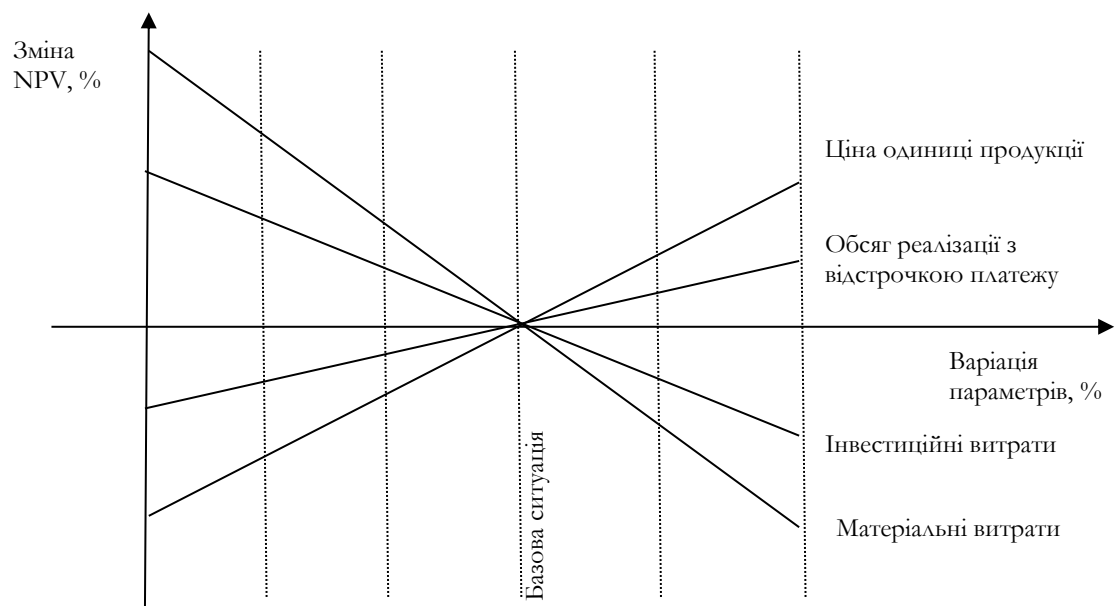 Зміна
NPV, %
Ціна одиниці продукції
Обсяг реалізації з
відстрочкою платежу
Варіація
параметрів, %
Інвестиційні витрати
Матеріальні витрати
Базова ситуація